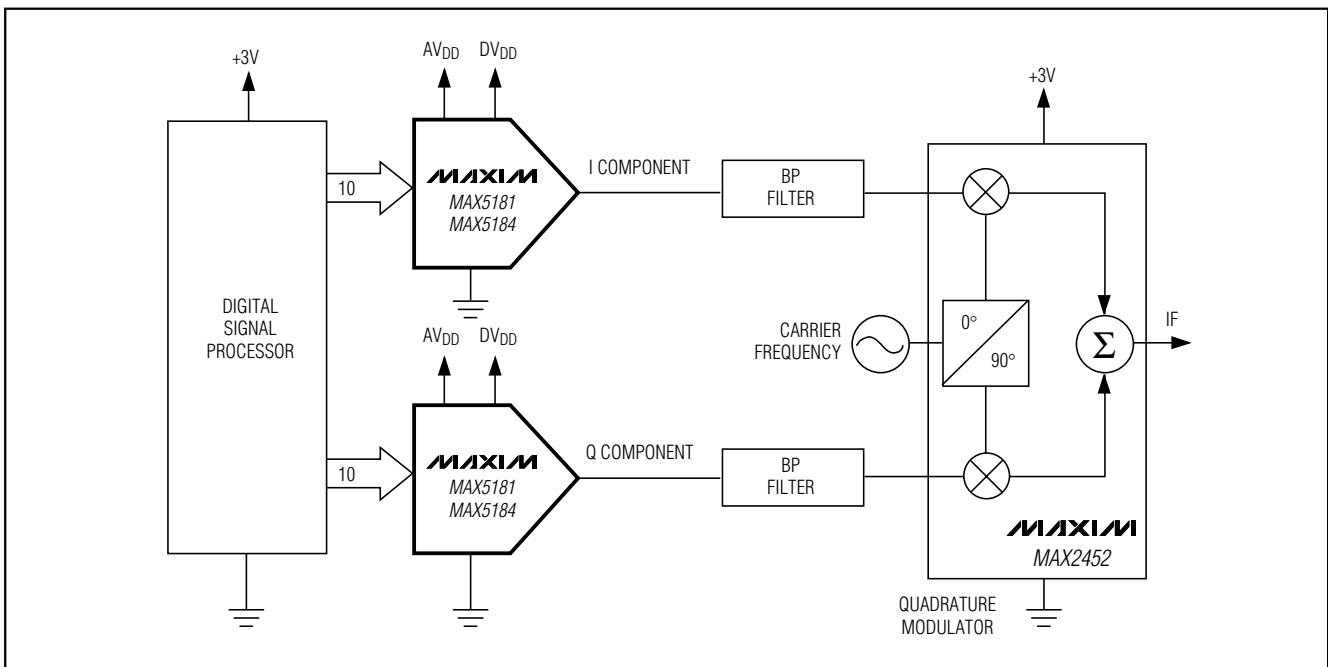 +3V
AVDD
DVDD
+3V
10
MAXIM
MAX5181
MAX5184
I COMPONENT
BP
FILTER
DIGITAL
SIGNAL
PROCESSOR
AVDD
DVDD
CARRIER
FREQUENCY
0°
90°
Σ
IF
10
MAXIM
MAX5181
MAX5184
Q COMPONENT
BP
FILTER
MAXIM
MAX2452
QUADRATURE
MODULATOR